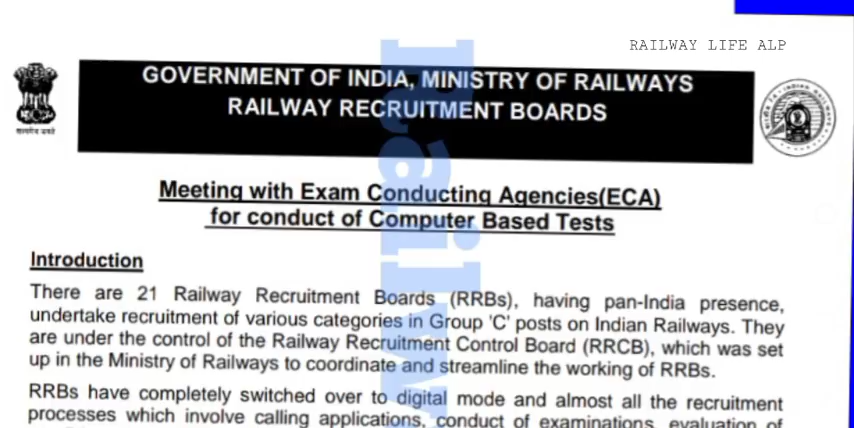 RAILWAY LIFE ALP
GOVERNMENT OF INDIA, MINISTRY OF RAILWAYS
RAILWAY RECRUITMENT BOARDS
सत्यमेव जयते
Meeting with Exam Conducting Agencies(ECA)
for conduct of Computer Based Tests
Introduction
There are 21 Railway Recruitment Boards (RRBs), having pan-India presence,
undertake recruitment of various categories in Group 'C' posts on Indian Railways. They
are under the control of the Railway Recruitment Control Board (RRCB), which was set
up in the Ministry of Railways to coordinate and streamline the working of RRBs.
RRBs have completely switched over to digital mode and almost all the recruitment
processes which involve calling applications, conduct of examinations, evaluation of
Railw